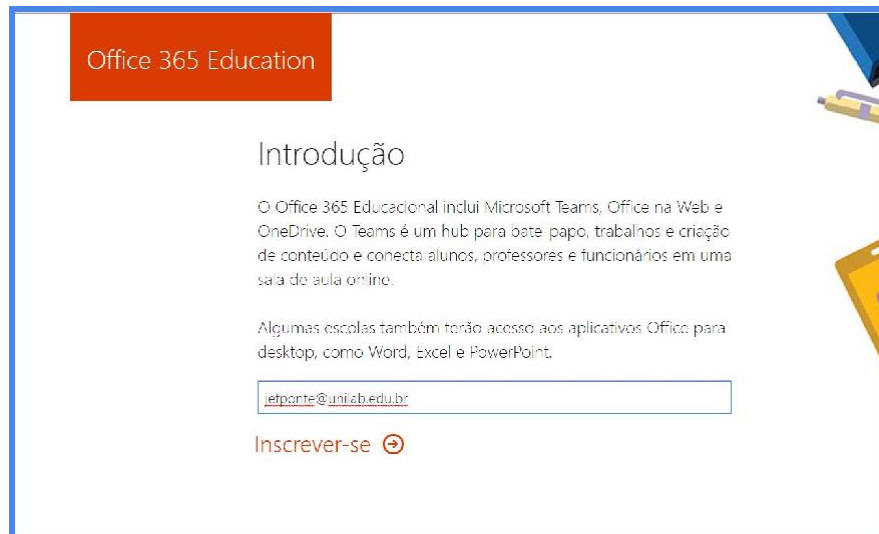 Office 365 Education
Introdução
O Office 365 Educacional inclui Microsoft Teams, Office na Web e
OneDrive. O Teams é um hub para bate-papo, trabalhos e criação
de conteúdo e conecta alunos, professores e funcionários em uma
sala de aula online.
Algumas escolas também terão acesso aos aplicativos Office para
desktop, como Word, Excel e PowerPoint.
jefponte@unilab.edu.br
Inscrever-se